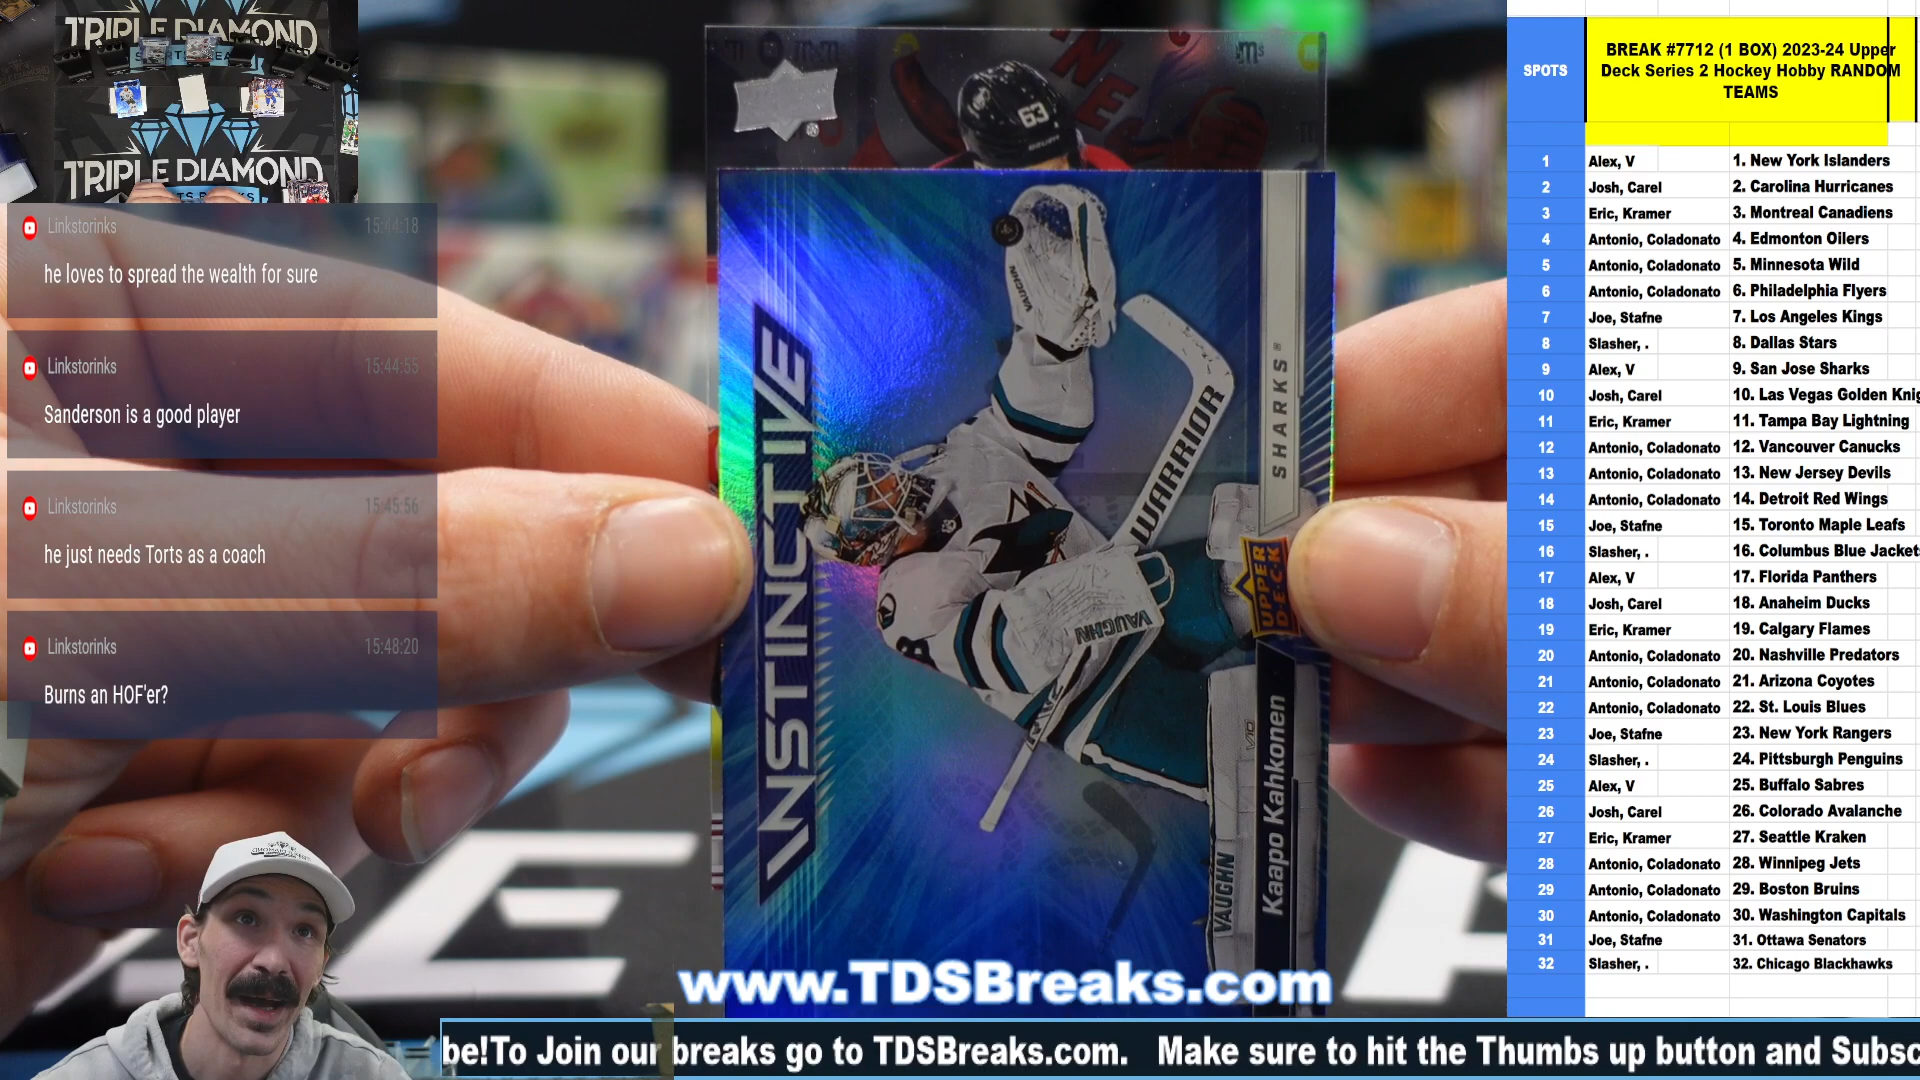 TRIPLE DIAMOND
TRIPLE DIAMOND
Linkstorinks 15:44:18
he loves to spread the wealth for sure
Linkstorinks 15:44:55
Sanderson is a good player
Linkstorinks 15:45:56
he just needs Torts as a coach
Linkstorinks 15:48:20
Burns an HOF'er?
63
INSTINCTIVE
VAUGHN
WARRIOR
VAUGHN
VAUGHN
SHARKS
UPPER
D·E·C·K
Kaapo Kahkonen
www.TDSBreaks.com
be!To Join our breaks go to TDSBreaks.com. Make sure to hit the Thumbs up button and Subsc
SPOTS
BREAK #7712 (1 BOX) 2023-24 Upper
Deck Series 2 Hockey Hobby RANDOM
TEAMS
1 Alex, V 1. New York Islanders
2 Josh, Carel 2. Carolina Hurricanes
3 Eric, Kramer 3. Montreal Canadiens
4 Antonio, Coladonato 4. Edmonton Oilers
5 Antonio, Coladonato 5. Minnesota Wild
6 Antonio, Coladonato 6. Philadelphia Flyers
7 Joe, Stafne 7. Los Angeles Kings
8 Slasher, . 8. Dallas Stars
9 Alex, V 9. San Jose Sharks
10 Josh, Carel 10. Las Vegas Golden Knig
11 Eric, Kramer 11. Tampa Bay Lightning
12 Antonio, Coladonato 12. Vancouver Canucks
13 Antonio, Coladonato 13. New Jersey Devils
14 Antonio, Coladonato 14. Detroit Red Wings
15 Joe, Stafne 15. Toronto Maple Leafs
16 Slasher, . 16. Columbus Blue Jackets
17 Alex, V 17. Florida Panthers
18 Josh, Carel 18. Anaheim Ducks
19 Eric, Kramer 19. Calgary Flames
20 Antonio, Coladonato 20. Nashville Predators
21 Antonio, Coladonato 21. Arizona Coyotes
22 Antonio, Coladonato 22. St. Louis Blues
23 Joe, Stafne 23. New York Rangers
24 Slasher, . 24. Pittsburgh Penguins
25 Alex, V 25. Buffalo Sabres
26 Josh, Carel 26. Colorado Avalanche
27 Eric, Kramer 27. Seattle Kraken
28 Antonio, Coladonato 28. Winnipeg Jets
29 Antonio, Coladonato 29. Boston Bruins
30 Antonio, Coladonato 30. Washington Capitals
31 Joe, Stafne 31. Ottawa Senators
32 Slasher, . 32. Chicago Blackhawks